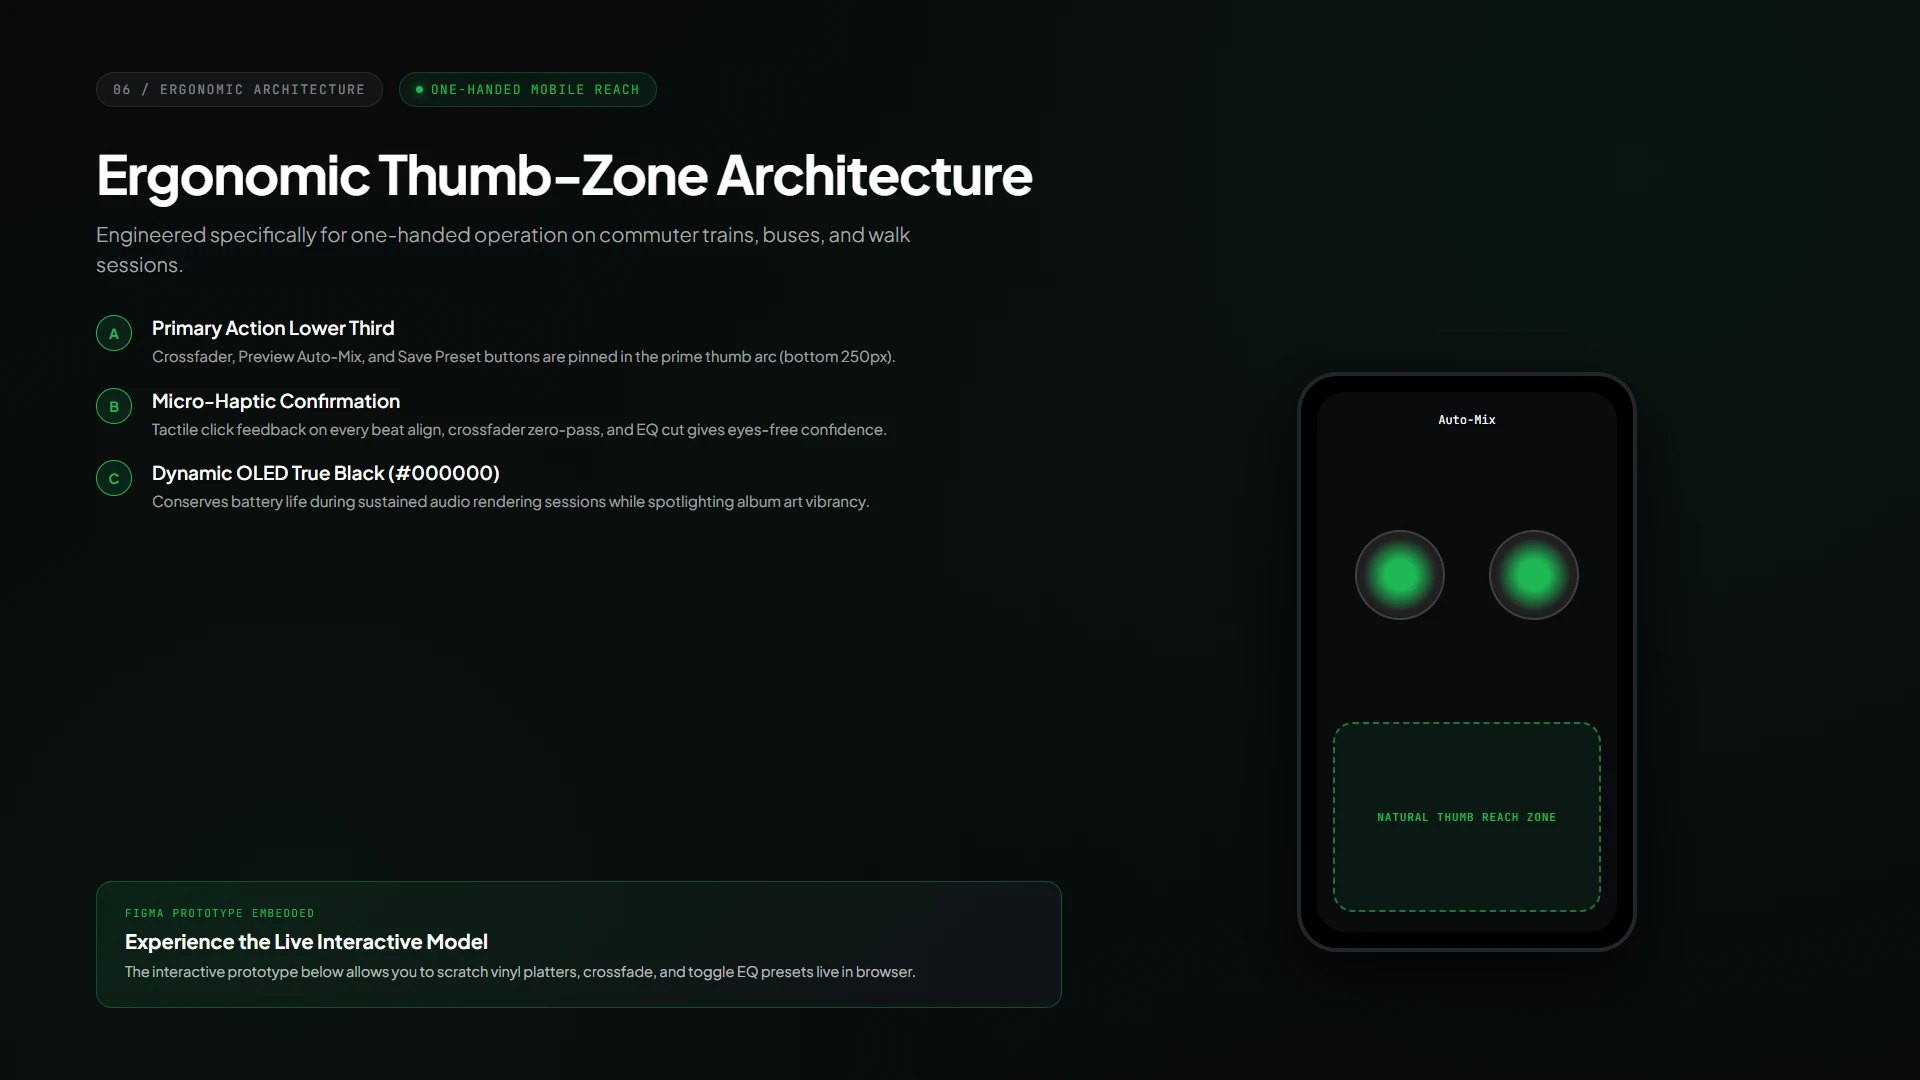 06 / ERGONOMIC ARCHITECTURE
ONE-HANDED MOBILE REACH
Ergonomic Thumb-Zone Architecture
Engineered specifically for one-handed operation on commuter trains, buses, and walk
sessions.
A
Primary Action Lower Third
Crossfader, Preview Auto-Mix, and Save Preset buttons are pinned in the prime thumb arc (bottom 250px).
B
Micro-Haptic Confirmation
Tactile click feedback on every beat align, crossfader zero-pass, and EQ cut gives eyes-free confidence.
C
Dynamic OLED True Black (#000000)
Conserves battery life during sustained audio rendering sessions while spotlighting album art vibrancy.
FIGMA PROTOTYPE EMBEDDED
Experience the Live Interactive Model
The interactive prototype below allows you to scratch vinyl platters, crossfade, and toggle EQ presets live in browser.
Auto-Mix
NATURAL THUMB REACH ZONE